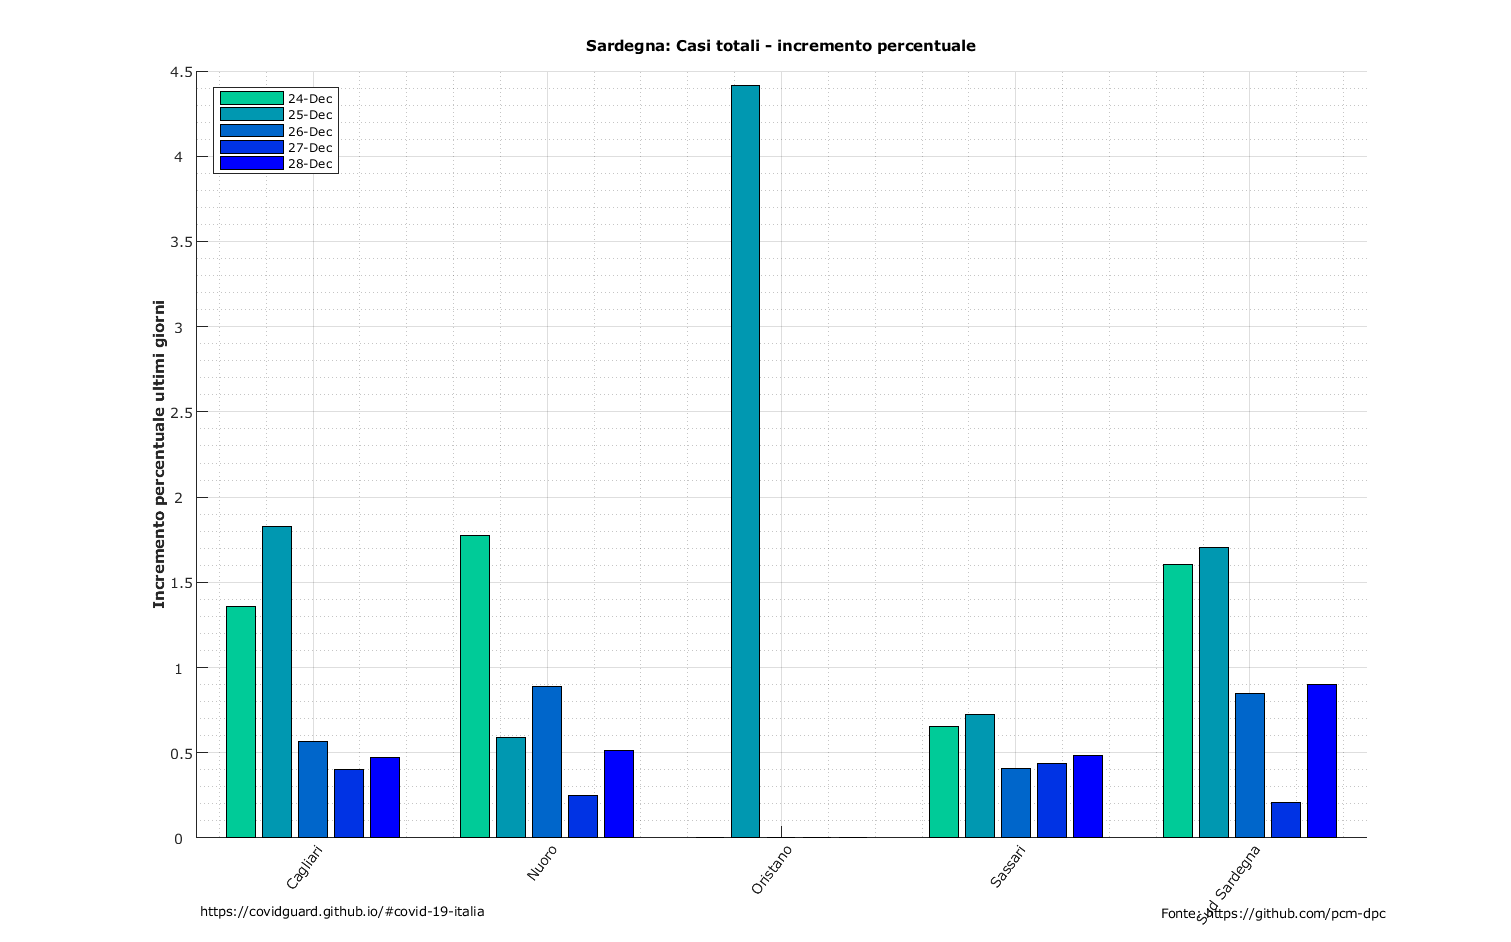 Sardegna: Casi totali - incremento percentuale
4.5
4
3.5
3
2.5
2
1.5
1
0.5
0
Incremento percentuale ultimi giorni
24-Dec
25-Dec
26-Dec
27-Dec
28-Dec
Cagliari
Nuoro
Oristano
Sassari
Sud Sardegna
https://covidguard.github.io/#covid-19-italia
Fonte: https://github.com/pcm-dpc